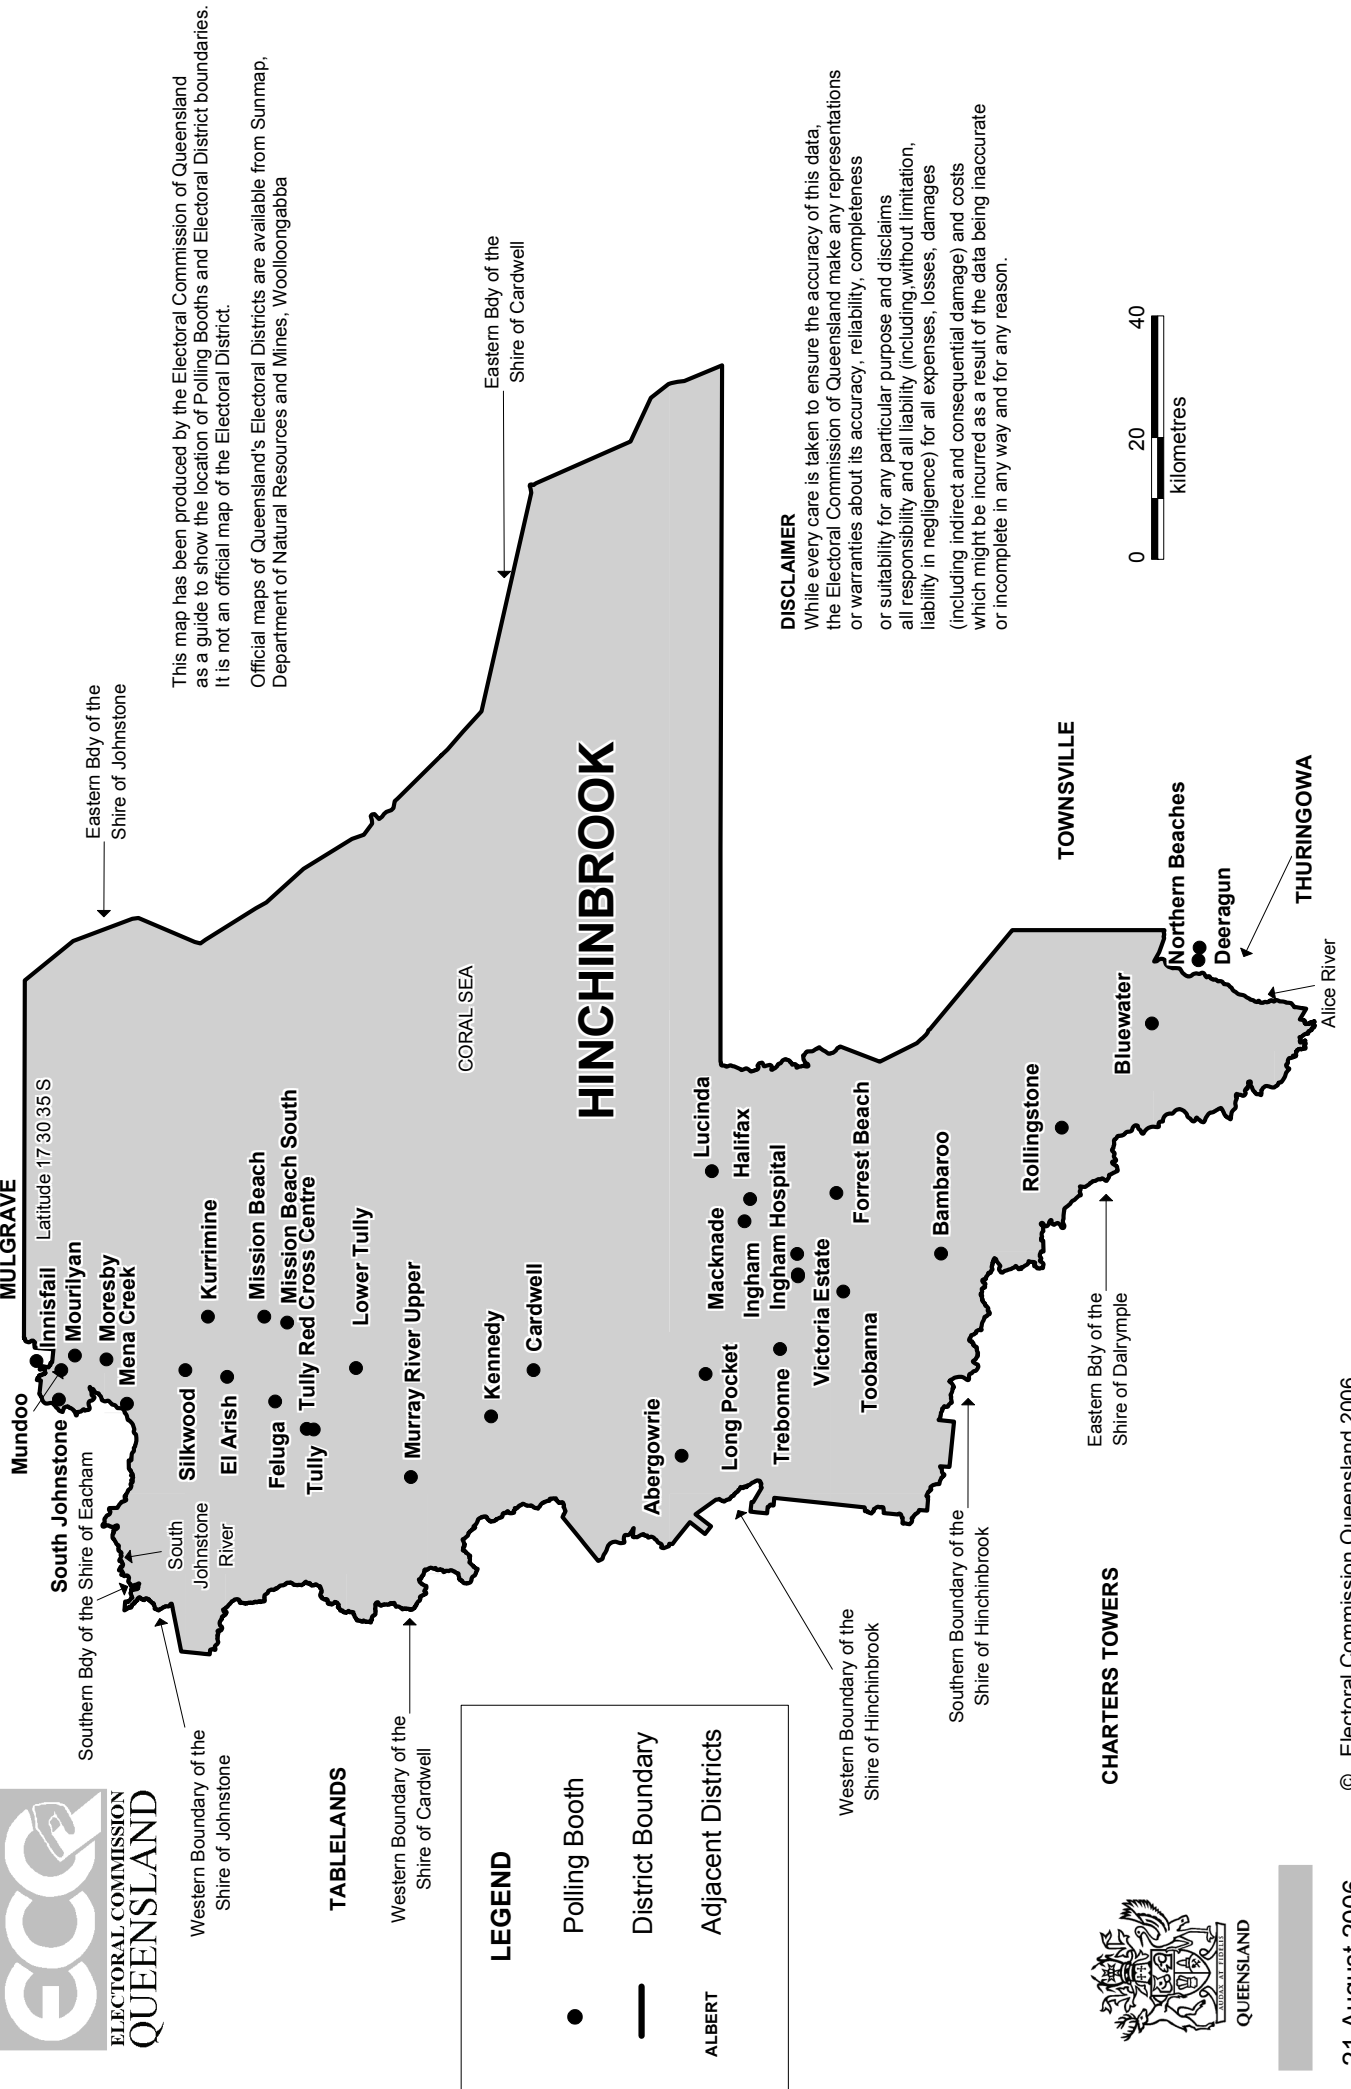 ELECTORAL COMMISSION
QUEENSLAND
MULGRAVE
Latitude 17 30 35 S
Innisfail
Mundoo
Mourilyan
South Johnstone
Moresby
Mena Creek
Southern Bdy of the Shire of Eacham
South
Johnstone
River
Western Boundary of the
Shire of Johnstone
Eastern Bdy of the
Shire of Johnstone
This map has been produced by the Electoral Commission of Queensland
as a guide to show the location of Polling Booths and Electoral District boundaries.
It is not an official map of the Electoral District.
Official maps of Queensland's Electoral Districts are available from Sunmap,
Department of Natural Resources and Mines, Woolloongabba
Silkwood
Kurrimine
El Arish
Mission Beach
Feluga
Mission Beach South
Tully Red Cross Centre
Tully
Lower Tully
TABLELANDS
Western Boundary of the
Shire of Cardwell
Murray River Upper
CORAL SEA
Kennedy
Cardwell
Eastern Bdy of the
Shire of Cardwell
HINCHINBROOK
LEGEND
Polling Booth
District Boundary
ALBERT
Adjacent Districts
Abergowrie
Lucinda
Long Pocket
Macknade
Halifax
Ingham
Ingham Hospital
Trebonne
Victoria Estate
Forrest Beach
Toobanna
Western Boundary of the
Shire of Hinchinbrook
Bambaroo
Southern Boundary of the
Shire of Hinchinbrook
DISCLAIMER
While every care is taken to ensure the accuracy of this data,
the Electoral Commission of Queensland make any representations
or warranties about its accuracy, reliability, completeness
or suitability for any particular purpose and disclaims
all responsibility and all liability (including,without limitation,
liability in negligence) for all expenses, losses, damages
(including indirect and consequential damage) and costs
which might be incurred as a result of the data being inaccurate
or incomplete in any way and for any reason.
Rollingstone
TOWNSVILLE
Eastern Bdy of the
Shire of Dalrymple
CHARTERS TOWERS
Bluewater
Northern Beaches
Deeragun
THURINGOWA
Alice River
0 20 40
kilometres
AUDAX AT FIDELIS
QUEENSLAND
21 August 2006
© Electoral Commission Queensland 2006